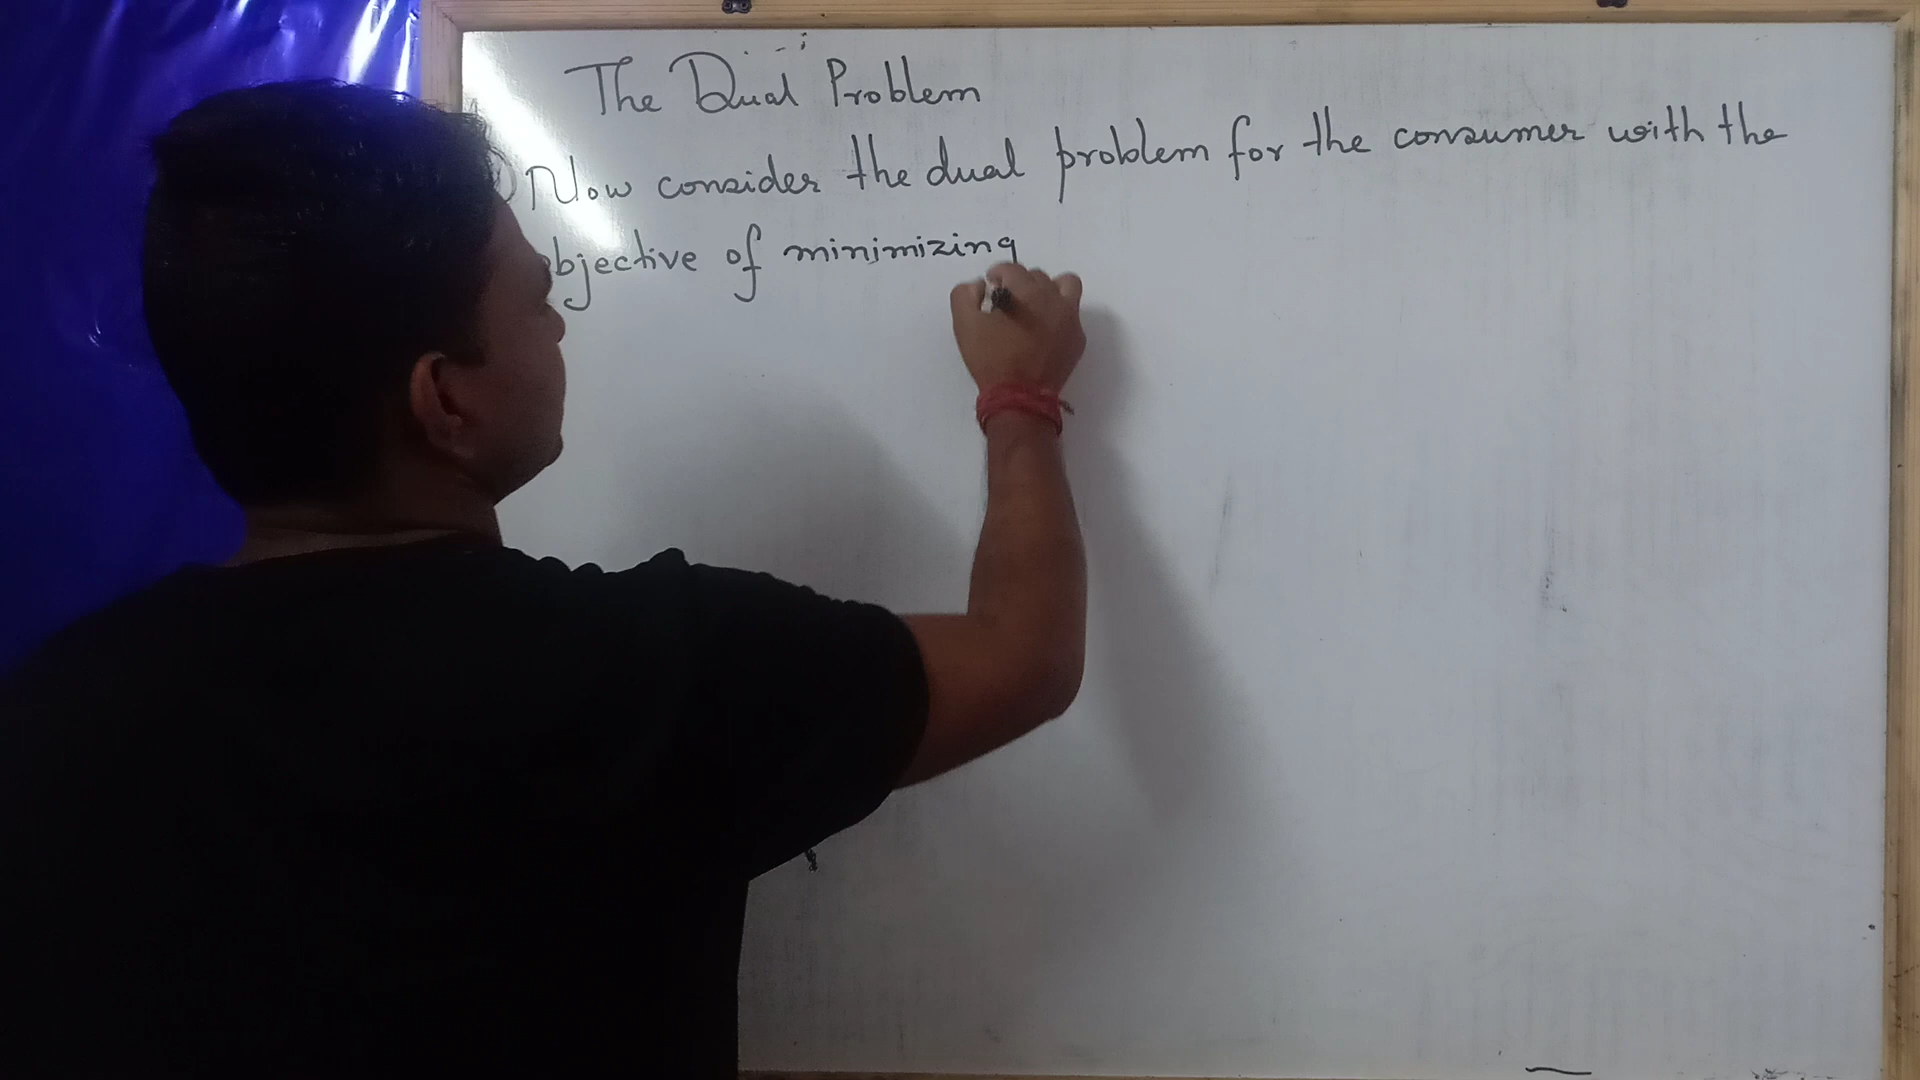 The Dual Problem
Now consider the dual problem for the consumer with the
objective of minimizing